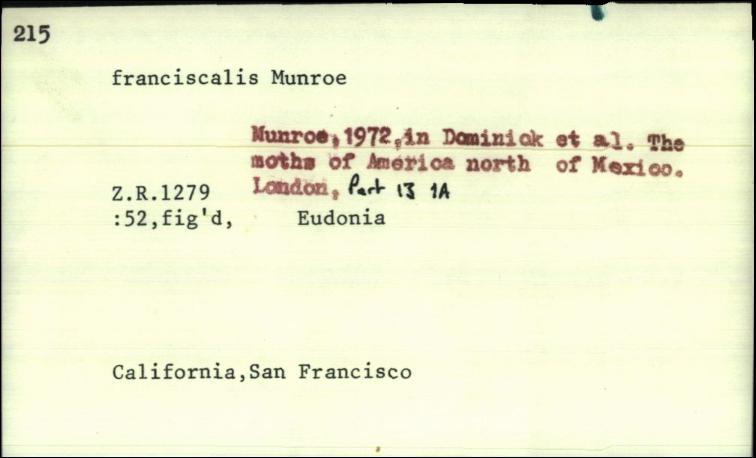 215
franciscalis Munroe
Munroe, 1972, in Dominick et al. The
moths of America north of Mexico.
London, Part 13 1A
Z.R.1279
:52,fig'd, Eudonia
California,San Francisco